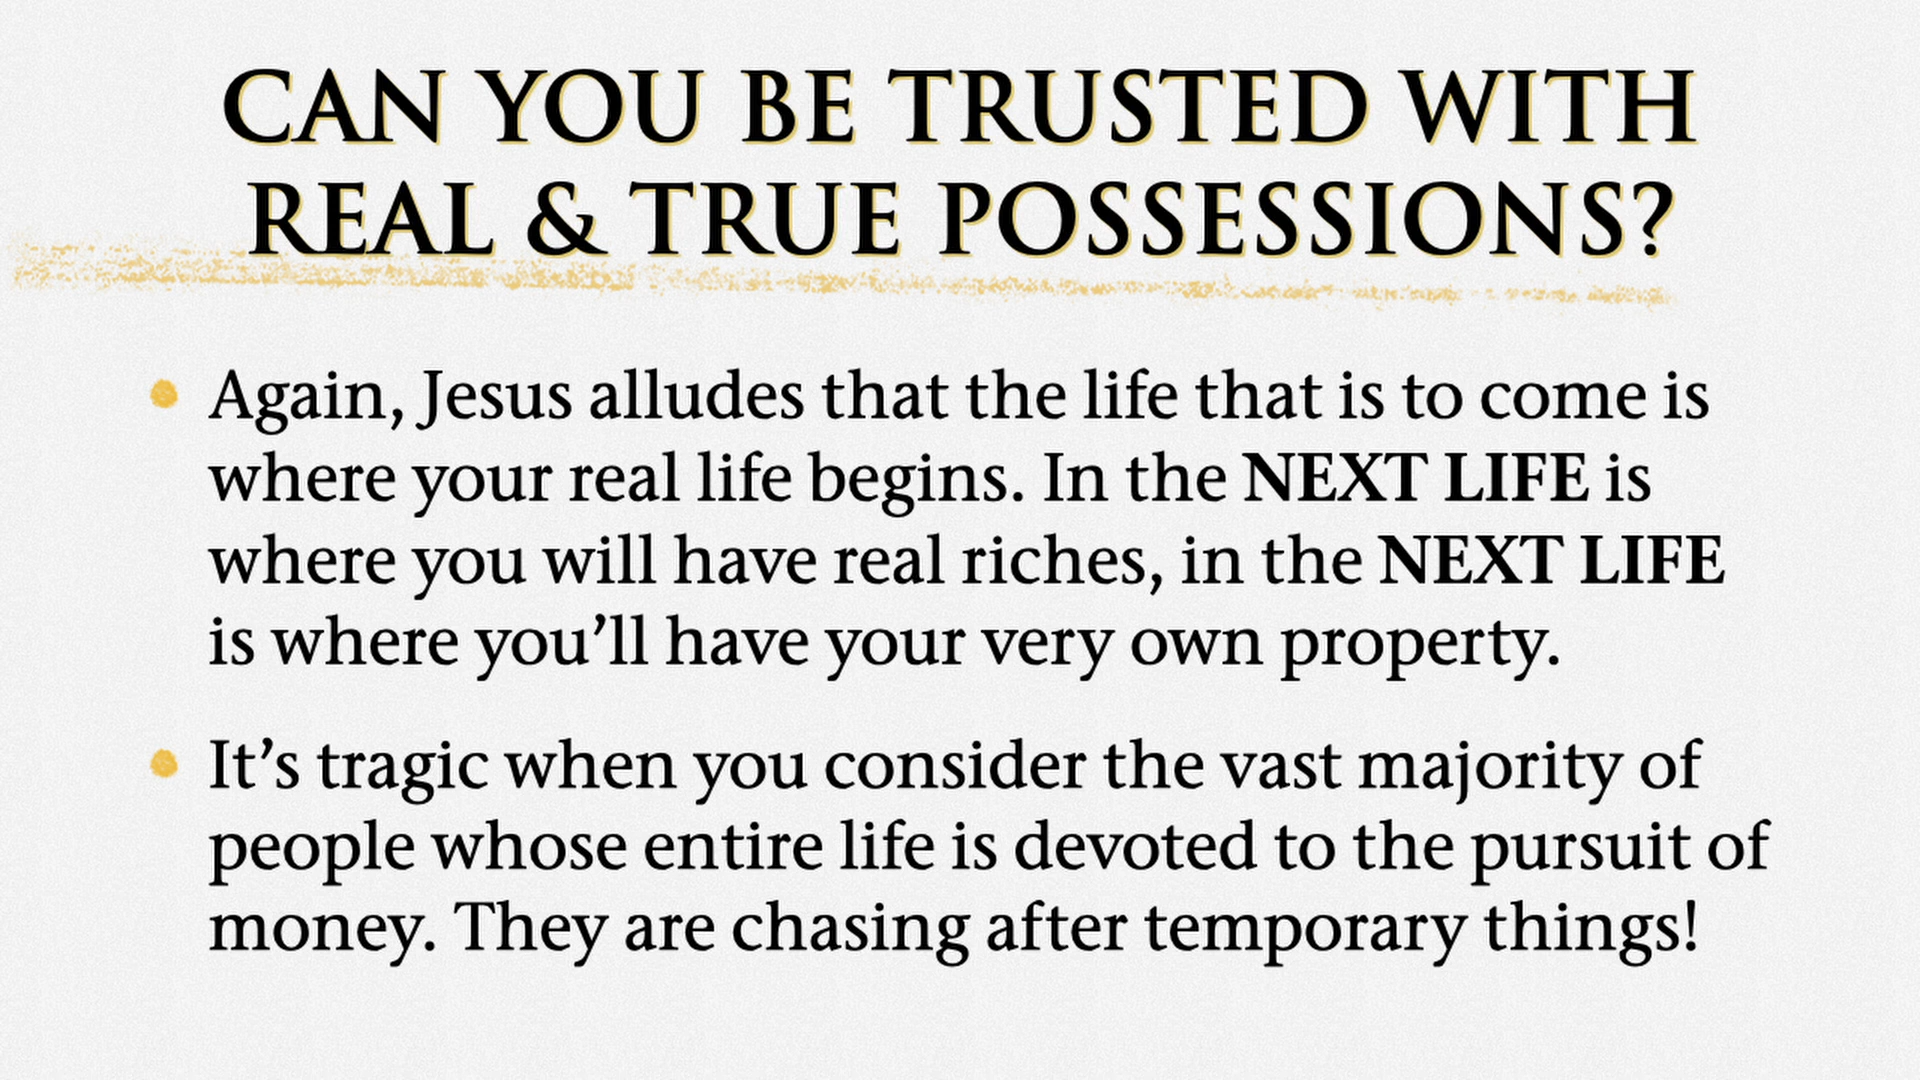 CAN YOU BE TRUSTED WITH
REAL & TRUE POSSESSIONS?
• Again, Jesus alludes that the life that is to come is
where your real life begins. In the NEXT LIFE is
where you will have real riches, in the NEXT LIFE
is where you’ll have your very own property.
• It’s tragic when you consider the vast majority of
people whose entire life is devoted to the pursuit of
money. They are chasing after temporary things!